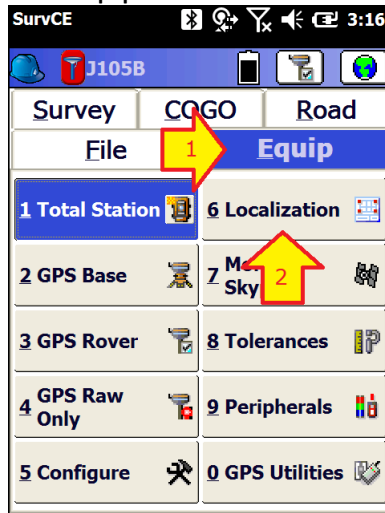 SurvCE 3:16
J105B
Survey COGO Road
File 1 Equip
1 Total Station 6 Localization
2 GPS Base 7 2
Sky
3 GPS Rover 8 Tolerances
4 GPS Raw
Only 9 Peripherals
5 Configure 0 GPS Utilities